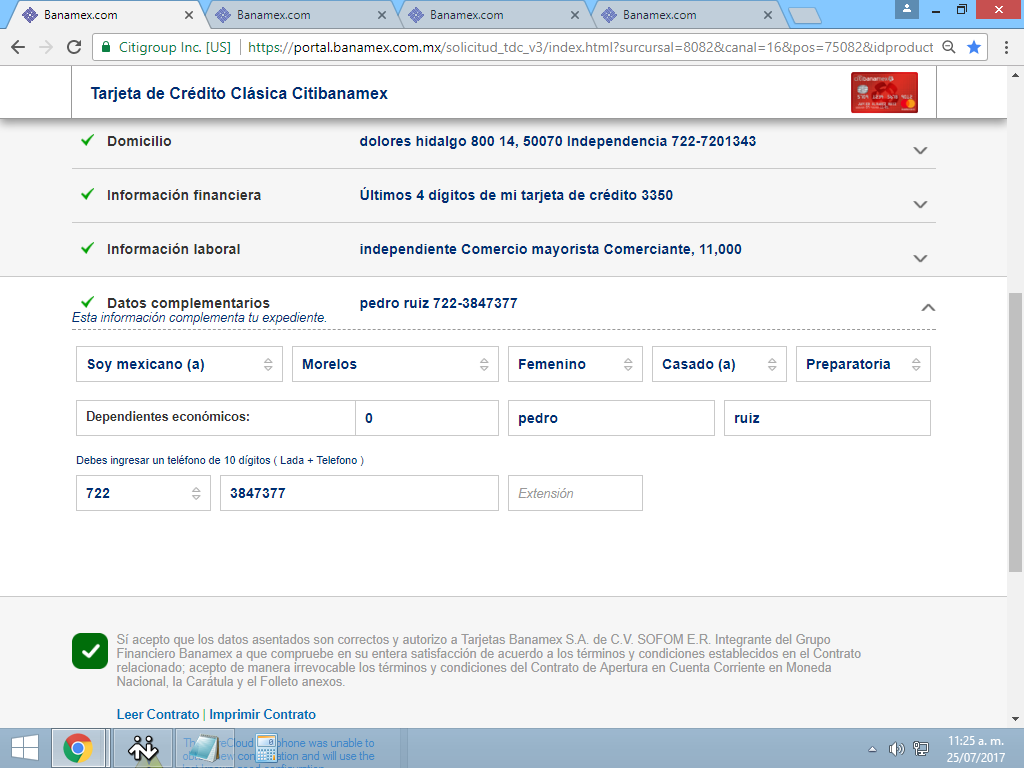 Banamex.com
Banamex.com
Banamex.com
Banamex.com
Citigroup Inc. [US]
https://portal.banamex.com.mx/solicitud_tdc_v3/index.html?surcursal=8082&canal=16&pos=75082&idproduct
Tarjeta de Crédito Clásica Citibanamex
Domicilio
dolores hidalgo 800 14, 50070 Independencia 722-7201343
Información financiera
Últimos 4 dígitos de mi tarjeta de crédito 3350
Información laboral
independiente Comercio mayorista Comerciante, 11,000
Datos complementarios
pedro ruiz 722-3847377
Esta información complementa tu expediente.
Soy mexicano (a)
Morelos
Femenino
Casado (a)
Preparatoria
Dependientes económicos:
0
pedro
ruiz
Debes ingresar un teléfono de 10 dígitos ( Lada + Telefono )
722
3847377
Extensión
Sí acepto que los datos asentados son correctos y autorizo a Tarjetas Banamex S.A. de C.V. SOFOM E.R. Integrante del Grupo
Financiero Banamex a que compruebe en su entera satisfacción de acuerdo a los términos y condiciones establecidos en el Contrato
relacionado; acepto de manera irrevocable los términos y condiciones del Contrato de Apertura en Cuenta Corriente en Moneda
Nacional, la Carátula y el Folleto anexos.
Leer Contrato | Imprimir Contrato
phone was unable to
and will use the
11:25 a. m.
25/07/2017